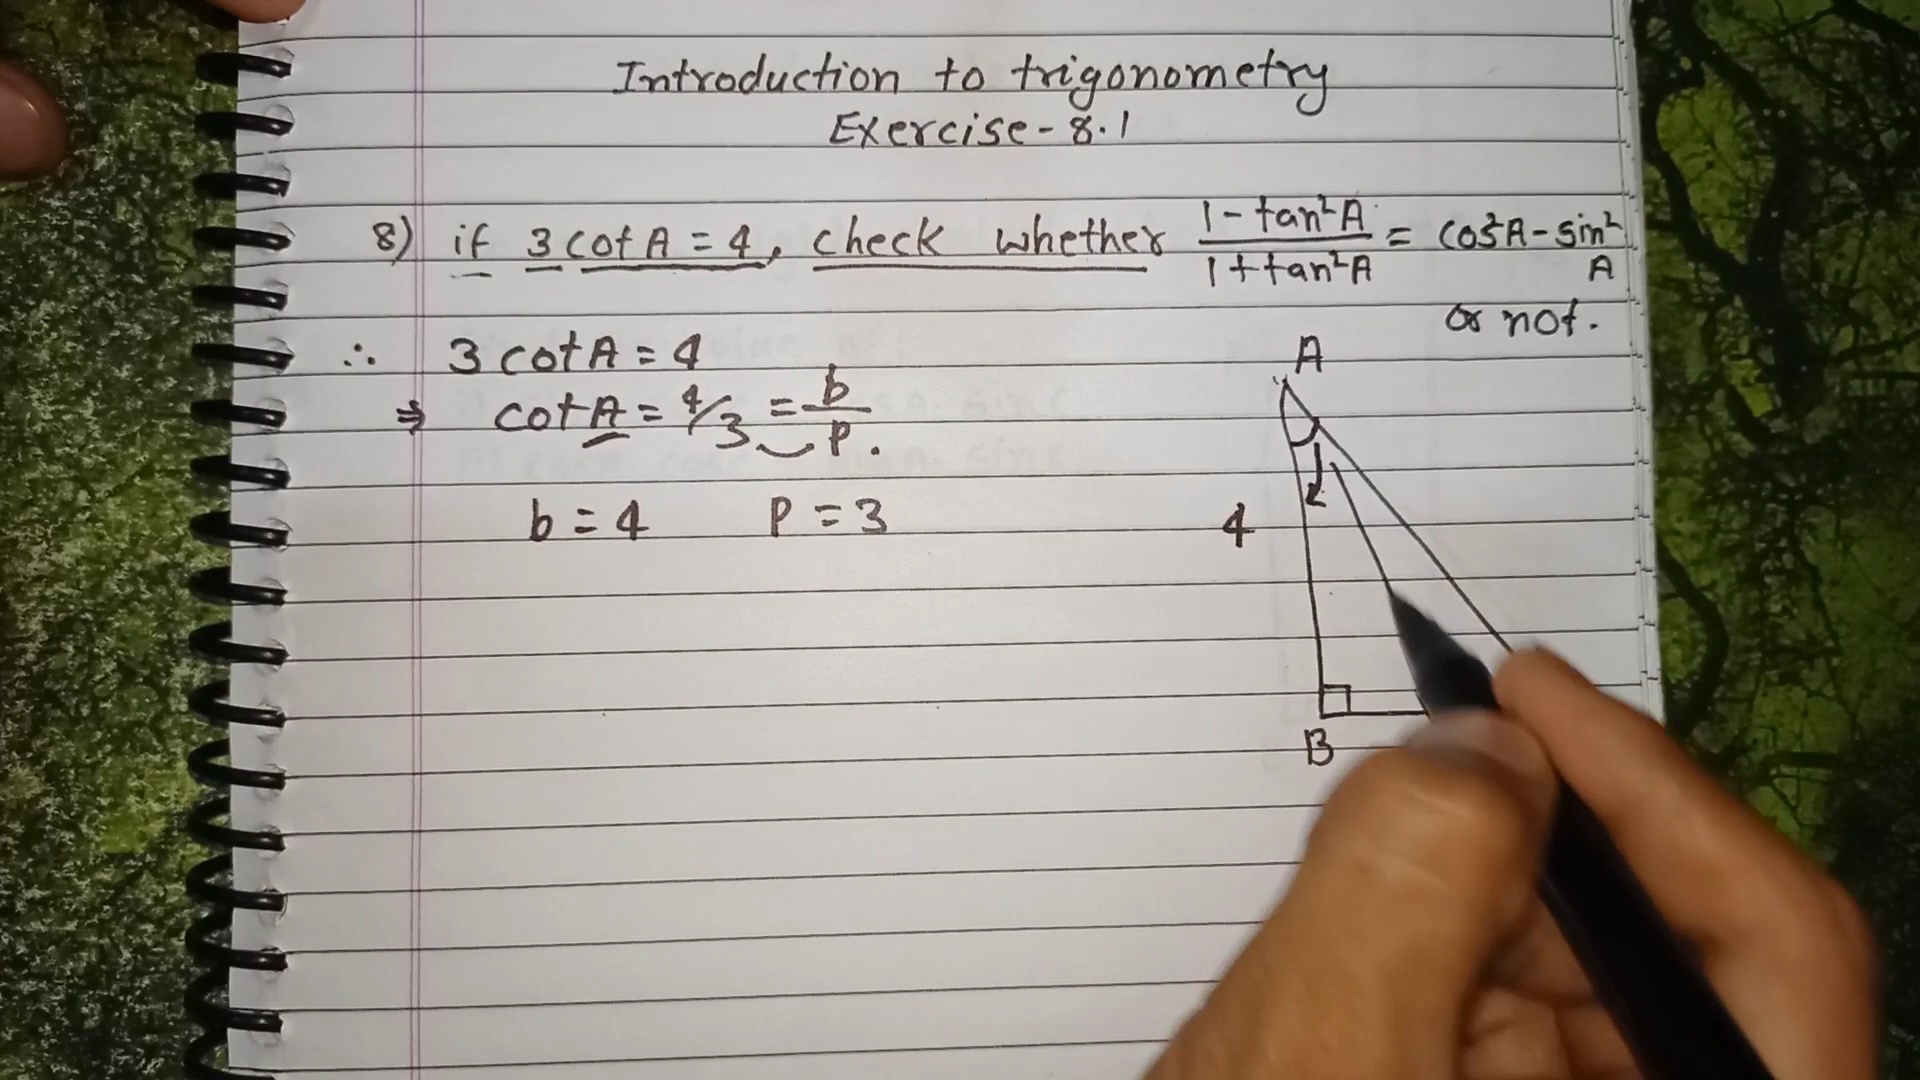 Introduction to trigonometry
Exercise - 8.1
8) if 3 cot A = 4, check whether 1 - tan²A / 1 + tan²A = cos²A - sin²A
or not.
∴ 3 cot A = 4
⇒ cot A = 4/3 = b/P.
b = 4 P = 3
A
4
B